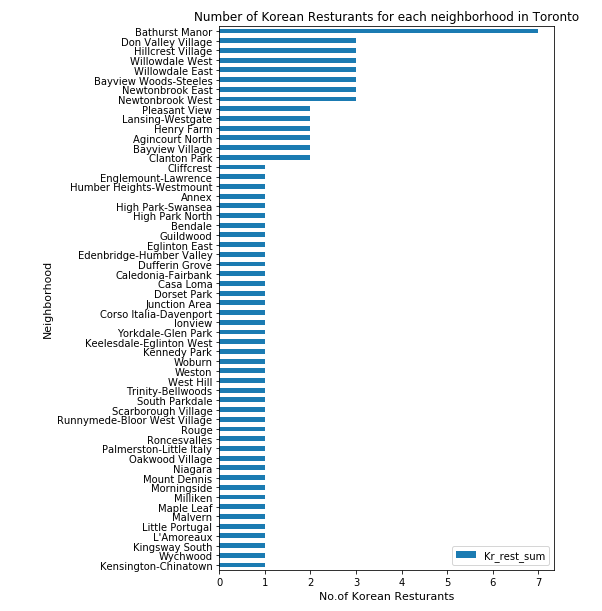 Number of Korean Resturants for each neighborhood in Toronto
Bathurst Manor
Don Valley Village
Hillcrest Village
Willowdale West
Willowdale East
Bayview Woods-Steeles
Newtonbrook East
Newtonbrook West
Pleasant View
Lansing-Westgate
Henry Farm
Agincourt North
Bayview Village
Clanton Park
Cliffcrest
Englemount-Lawrence
Humber Heights-Westmount
Annex
High Park-Swansea
High Park North
Bendale
Guildwood
Eglinton East
Edenbridge-Humber Valley
Dufferin Grove
Caledonia-Fairbank
Casa Loma
Dorset Park
Junction Area
Corso Italia-Davenport
Ionview
Yorkdale-Glen Park
Keelesdale-Eglinton West
Kennedy Park
Woburn
Weston
West Hill
Trinity-Bellwoods
South Parkdale
Scarborough Village
Runnymede-Bloor West Village
Rouge
Roncesvalles
Palmerston-Little Italy
Oakwood Village
Niagara
Mount Dennis
Morningside
Milliken
Maple Leaf
Malvern
Little Portugal
L'Amoreaux
Kingsway South
Wychwood
Kensington-Chinatown
Neighborhood
Kr_rest_sum
0 1 2 3 4 5 6 7
No.of Korean Resturants